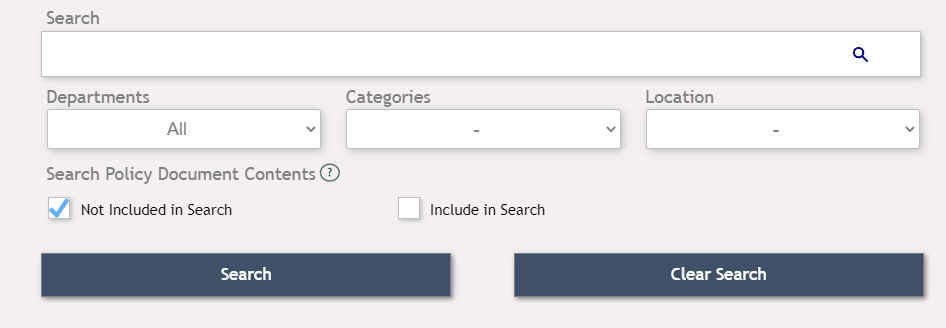 Search
Departments Categories Location
All - -
Search Policy Document Contents ?
Not Included in Search Include in Search
Search Clear Search